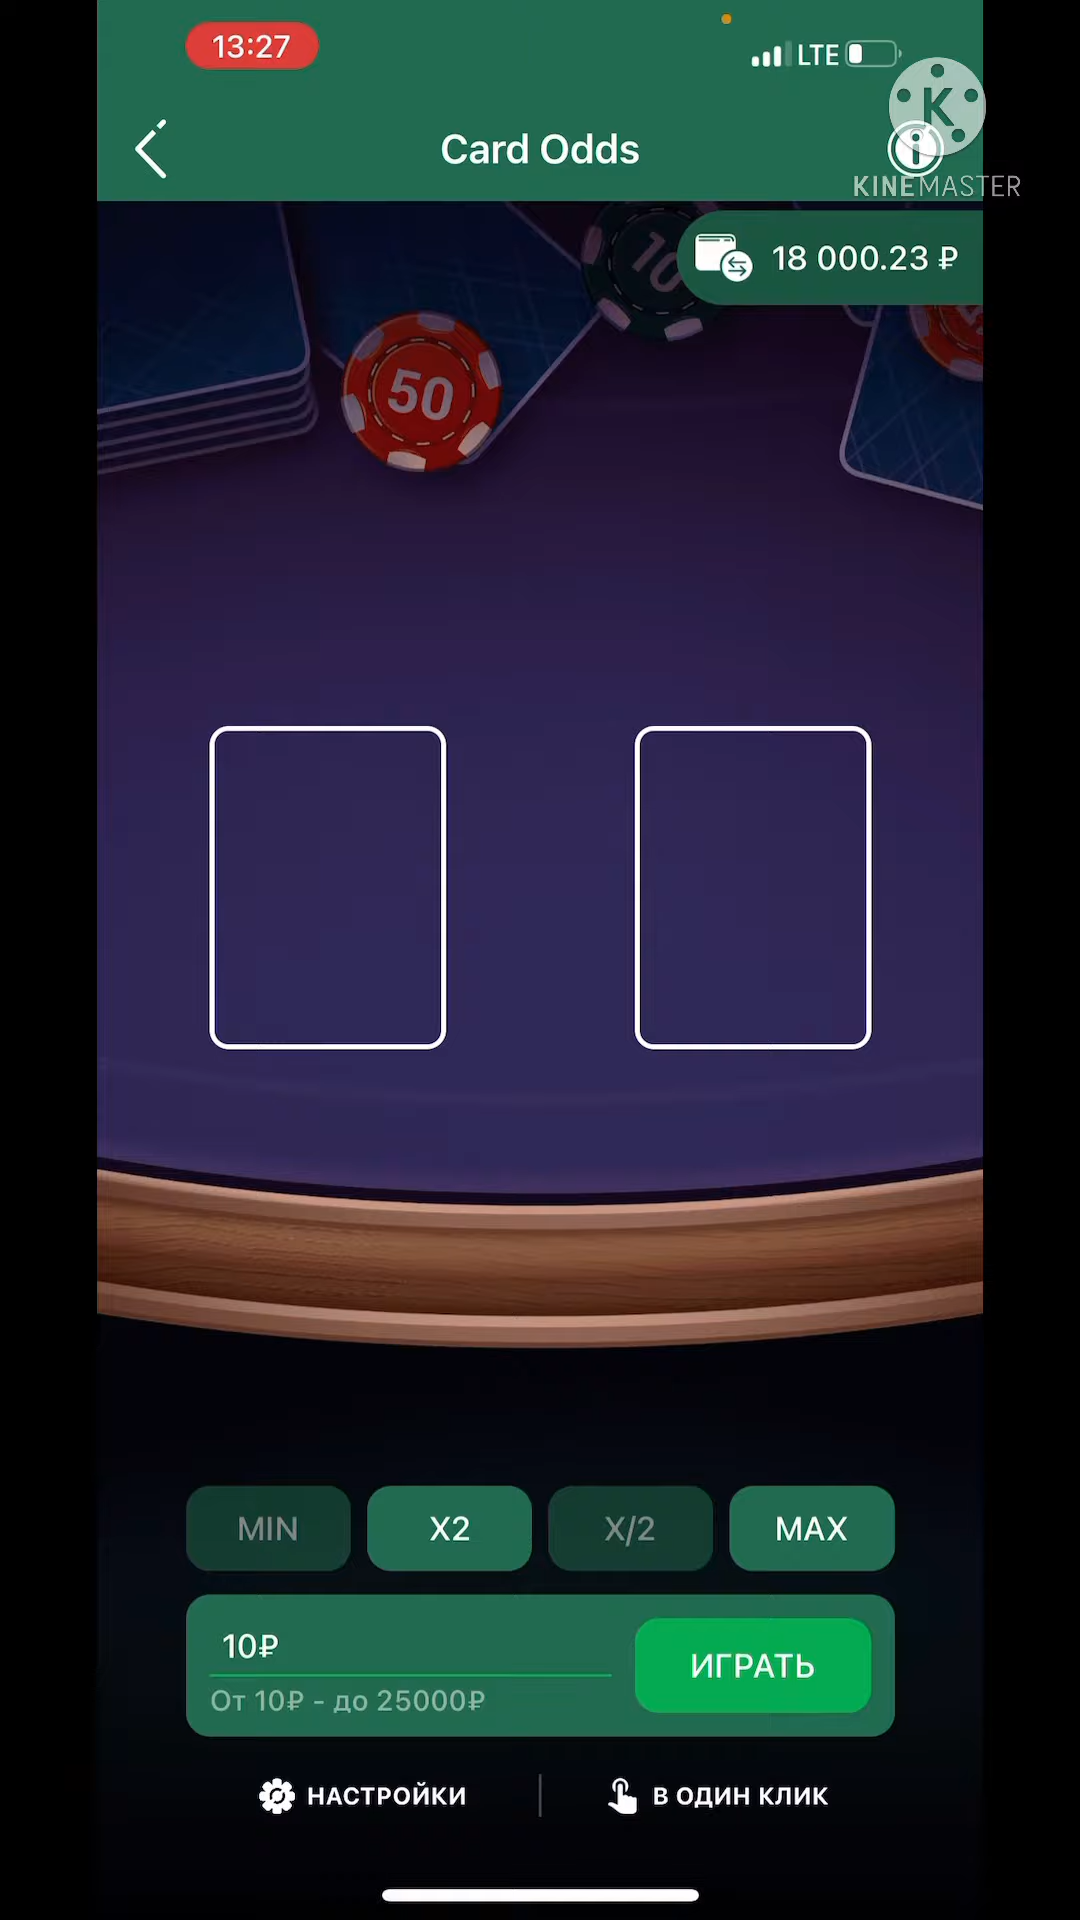 13:27
LTE
Card Odds
K
KINEMASTER
18 000.23 ₽
10
50
MIN
X2
X/2
MAX
10₽
ИГРАТЬ
От 10₽ - до 25000₽
НАСТРОЙКИ
В ОДИН КЛИК